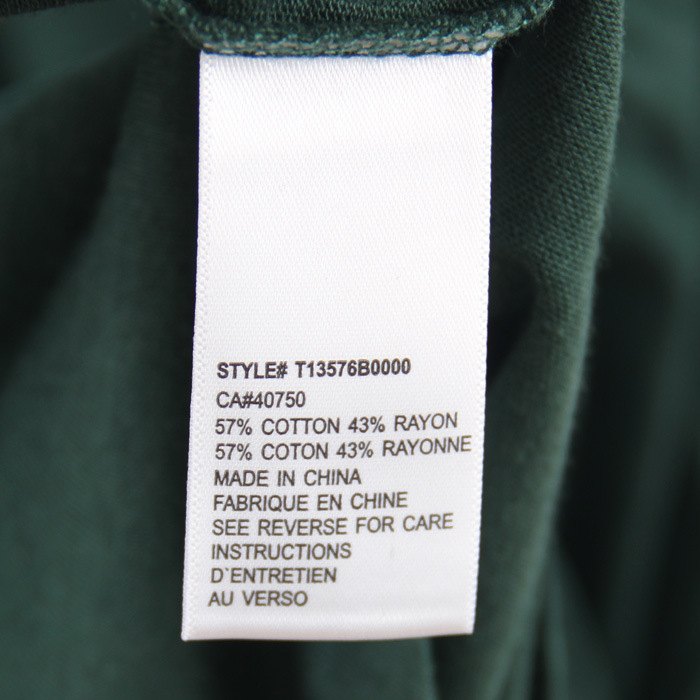 STYLE# T13576B0000
CA#40750
57% COTTON 43% RAYON
57% COTON 43% RAYONNE
MADE IN CHINA
FABRIQUE EN CHINE
SEE REVERSE FOR CARE
INSTRUCTIONS
D`ENTRETIEN
AU VERSO